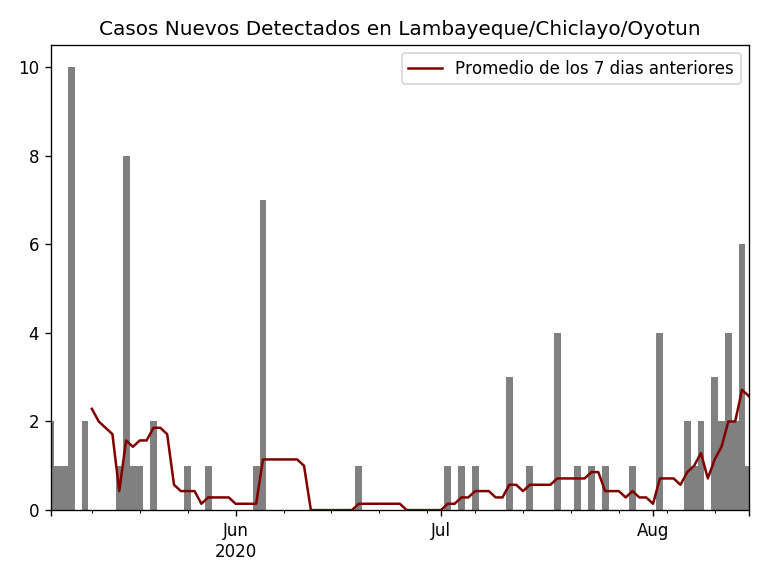 Casos Nuevos Detectados en Lambayeque/Chiclayo/Oyotun
Promedio de los 7 dias anteriores
10
8
6
4
2
0
Jun
2020
Jul
Aug